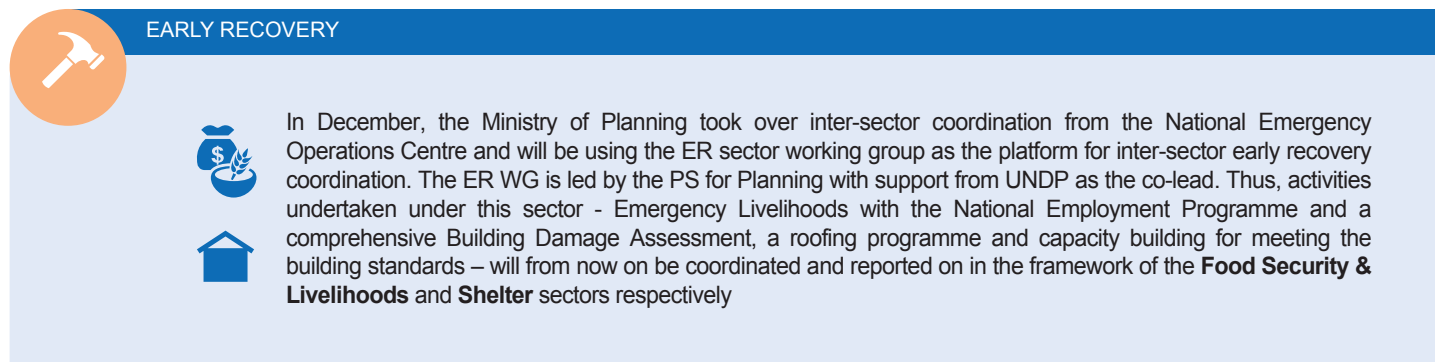 EARLY RECOVERY
$
In December, the Ministry of Planning took over inter-sector coordination from the National Emergency
Operations Centre and will be using the ER sector working group as the platform for inter-sector early recovery
coordination. The ER WG is led by the PS for Planning with support from UNDP as the co-lead. Thus, activities
undertaken under this sector - Emergency Livelihoods with the National Employment Programme and a
comprehensive Building Damage Assessment, a roofing programme and capacity building for meeting the
building standards – will from now on be coordinated and reported on in the framework of the Food Security &
Livelihoods and Shelter sectors respectively